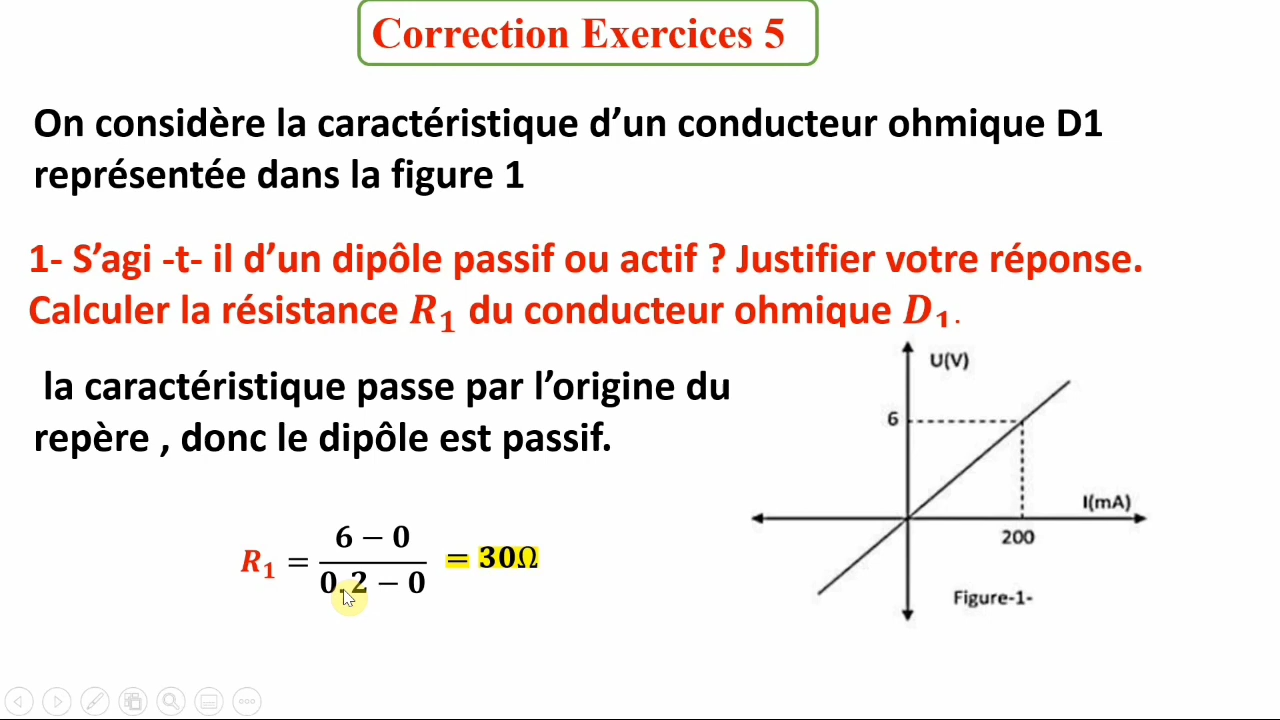 Correction Exercices 5
On considère la caractéristique d’un conducteur ohmique D1
représentée dans la figure 1
1- S’agi -t- il d’un dipôle passif ou actif ? Justifier votre réponse.
Calculer la résistance R₁ du conducteur ohmique D₁.
la caractéristique passe par l’origine du
repère , donc le dipôle est passif.
R₁ = (6 − 0)/(0,2 − 0) = 30Ω
U(V)
6
I(mA)
200
Figure-1-